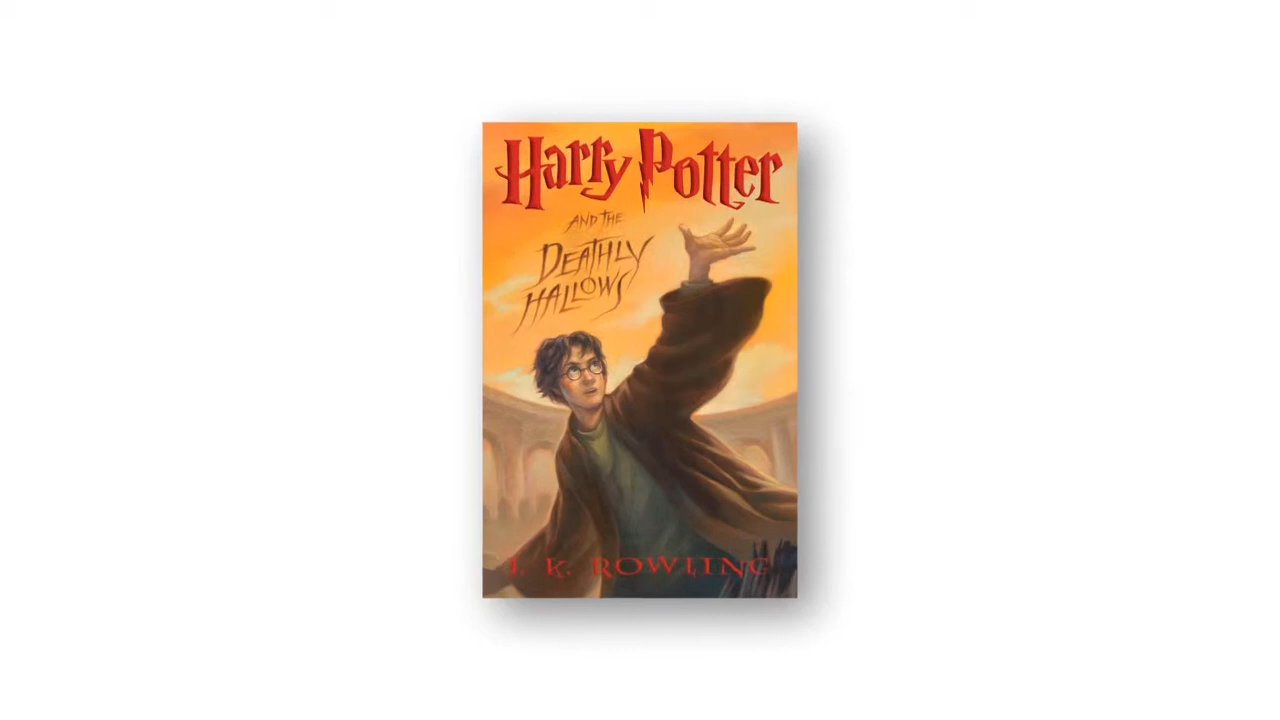 Harry Potter
AND THE
DEATHLY
HALLOWS
J. K. ROWLING